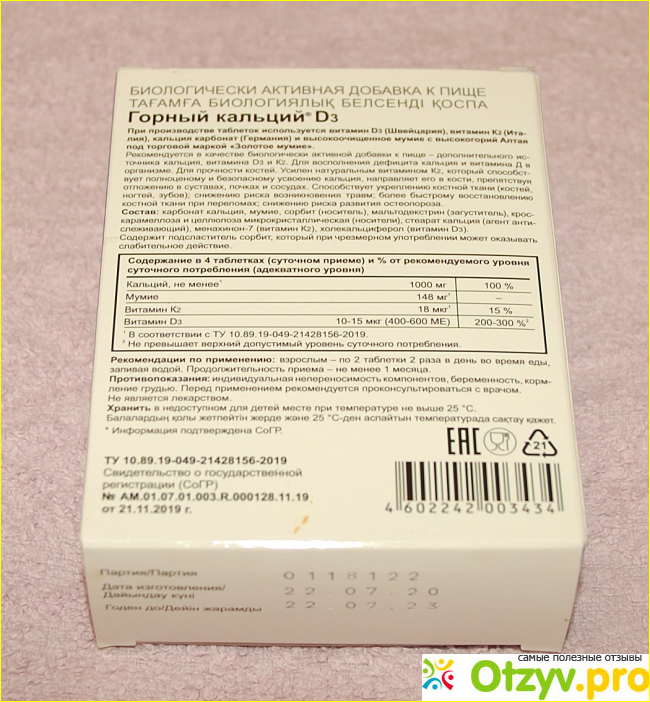 БИОЛОГИЧЕСКИ АКТИВНАЯ ДОБАВКА К ПИЩЕ
ТАҒАМҒА БИОЛОГИЯЛЫҚ БЕЛСЕНДІ ҚОСПА
Горный кальций® D3
При производстве таблеток используется витамин D3 (Швейцария), витамин К2 (Ита-
лия), кальция карбонат (Германия) и высокоочищенное мумие с высокогорий Алтая
под торговой маркой «Золотое мумие».
Рекомендуется в качестве биологически активной добавки к пище – дополнительного ис-
точника кальция, витамина D3 и К2. Для восполнения дефицита кальция и витамина Д в
организме. Для прочности костей. Усилен натуральным витамином К2, который способст-
вует полноценному и безопасному усвоению кальция, направляет его в кости, препятствуя
отложению в суставах, почках и сосудах. Способствует укреплению костной ткани (костей,
ногтей, зубов); снижению риска возникновения травм; более быстрому восстановлению
костной ткани при переломах; снижению риска развития остеопороза.
Состав: карбонат кальция, мумие, сорбит (носитель), мальтодекстрин (загуститель), крос-
карамеллоза и целлюлоза микрокристаллическая (носители), стеарат кальция (агент анти-
слеживающий), менахинон-7 (витамин К2), холекальциферол (витамин D3).
Содержит подсластитель сорбит, который при чрезмерном употреблении может оказывать
слабительное действие.
Содержание в 4 таблетках (суточном приеме) и % от рекомендуемого уровня
суточного потребления (адекватного уровня)
Кальций, не менее¹ 1000 мг 100 %
Мумие 148 мг¹ –
Витамин К2 18 мкг¹ 15 %
Витамин D3 10-15 мкг (400-600 МЕ) 200-300 %²
¹ В соответствии с ТУ 10.89.19-049-21428156-2019.
² Не превышает верхний допустимый уровень суточного потребления.
Рекомендации по применению: взрослым – по 2 таблетки 2 раза в день во время еды,
запивая водой. Продолжительность приема – не менее 1 месяца.
Противопоказания: индивидуальная непереносимость компонентов, беременность, корм-
ление грудью. Перед применением рекомендуется проконсультироваться с врачом.
Не является лекарством.
Хранить в недоступном для детей месте при температуре не выше 25 °С.
Балалардың қолы жетпейтін жерде және 25 °С-ден аспайтын температурада сақтау қажет.
* Информация подтверждена СоГР.
ЕАС
21
ТУ 10.89.19-049-21428156-2019
Свидетельство о государственной
регистрации (СоГР)
№ АМ.01.07.01.003.R.000128.11.19
от 21.11.2019 г.
4 602242 003434
Партия/Партия 0118122
Дата изготовления/
Дайындау күні 22.07.20
Годен до/Дейін жарамды 22.07.23
самые полезные отзывы
Otzyv.pro